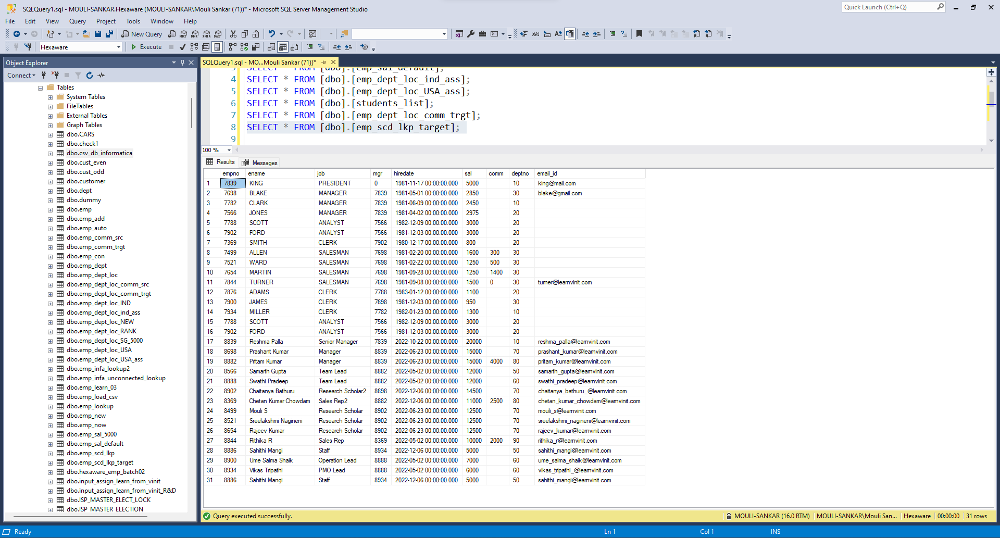 SQLQuery1.sql - MOULI-SANKAR.Hexaware (MOULI-SANKAR\Mouli Sankar (71))* - Microsoft SQL Server Management Studio
Quick Launch (Ctrl+Q)
File Edit View Query Project Tools Window Help
New Query
MDX DMX XMLA DAX
Hexaware Execute
Object Explorer
Connect
Tables
System Tables
FileTables
External Tables
Graph Tables
dbo.CARS
dbo.check1
dbo.csv_db_informatica
dbo.cust_even
dbo.cust_odd
dbo.customer
dbo.dept
dbo.dummy
dbo.emp
dbo.emp_add
dbo.emp_auto
dbo.emp_comm_src
dbo.emp_comm_trgt
dbo.emp_con
dbo.emp_dept
dbo.emp_dept_loc
dbo.emp_dept_loc_comm_src
dbo.emp_dept_loc_comm_trgt
dbo.emp_dept_loc_IND
dbo.emp_dept_loc_ind_ass
dbo.emp_dept_loc_NEW
dbo.emp_dept_loc_RANK
dbo.emp_dept_loc_SG_5000
dbo.emp_dept_loc_USA
dbo.emp_dept_loc_USA_ass
dbo.emp_infa_lookup2
dbo.emp_infa_unconnected_lookup
dbo.emp_learn_03
dbo.emp_load_csv
dbo.emp_lookup
dbo.emp_new
dbo.emp_now
dbo.emp_sal_5000
dbo.emp_sal_default
dbo.emp_scd_lkp
dbo.emp_scd_lkp_target
dbo.hexaware_emp_batch02
dbo.input_assign_learn_from_vinit
dbo.input_assign_learn_from_vinit_R&D
dbo.ISP_MASTER_ELECT_LOCK
dbo.ISP_MASTER_ELECTION
SQLQuery1.sql - MO...Mouli Sankar (71))*
3 SELECT * FROM [dbo].[emp_sal_default];
4 SELECT * FROM [dbo].[emp_dept_loc_ind_ass];
5 SELECT * FROM [dbo].[emp_dept_loc_USA_ass];
6 SELECT * FROM [dbo].[students_list];
7 SELECT * FROM [dbo].[emp_dept_loc_comm_trgt];
8 SELECT * FROM [dbo].[emp_scd_lkp_target];
9
100 %
Results Messages
empno ename job mgr hiredate sal comm deptno email_id
1 7839 KING PRESIDENT 0 1981-11-17 00:00:00.000 5000 10 king@mail.com
2 7698 BLAKE MANAGER 7839 1981-05-01 00:00:00.000 2850 30 blake@gmail.com
3 7782 CLARK MANAGER 7839 1981-06-09 00:00:00.000 2450 10
4 7566 JONES MANAGER 7839 1981-04-02 00:00:00.000 2975 20
5 7788 SCOTT ANALYST 7566 1982-12-09 00:00:00.000 3000 20
6 7902 FORD ANALYST 7566 1981-12-03 00:00:00.000 3000 20
7 7369 SMITH CLERK 7902 1980-12-17 00:00:00.000 800 20
8 7499 ALLEN SALESMAN 7698 1981-02-20 00:00:00.000 1600 300 30
9 7521 WARD SALESMAN 7698 1981-02-22 00:00:00.000 1250 500 30
10 7654 MARTIN SALESMAN 7698 1981-09-28 00:00:00.000 1250 1400 30
11 7844 TURNER SALESMAN 7698 1981-09-08 00:00:00.000 1500 0 30 turner@learnvinit.com
12 7876 ADAMS CLERK 7788 1983-01-12 00:00:00.000 1100 20
13 7900 JAMES CLERK 7698 1981-12-03 00:00:00.000 950 30
14 7934 MILLER CLERK 7782 1982-01-23 00:00:00.000 1300 10
15 7788 SCOTT ANALYST 7566 1982-12-09 00:00:00.000 3000 20
16 7902 FORD ANALYST 7566 1981-12-03 00:00:00.000 3000 20
17 8839 Reshma Palla Senior Manager 7839 2022-10-22 00:00:00.000 20000 10 reshma_palla@learnvinit.com
18 8698 Prashant Kumar Manager 8839 2022-06-23 00:00:00.000 15000 70 prashant_kumar@learnvinit.com
19 8882 Pritam Kumar Manager 8839 2022-06-23 00:00:00.000 15000 4000 80 pritam_kumar@learnvinit.com
20 8566 Samarth Gupta Team Lead 8882 2022-05-02 00:00:00.000 12000 50 samarth_gupta@learnvinit.com
21 8888 Swathi Pradeep Team Lead 8882 2022-05-02 00:00:00.000 12000 60 swathi_pradeep@learnvinit.com
22 8902 Chaitanya Bathuru Research Scholar2 8698 2022-12-06 00:00:00.000 14500 70 chaitanya_bathuru_@learnvinit.com
23 8369 Chetan Kumar Chowdam Sales Rep2 8882 2022-12-06 00:00:00.000 11000 2500 80 chetan_kumar_chowdam@learnvinit.com
24 8499 Mouli S Research Scholar 8902 2022-06-23 00:00:00.000 12500 70 mouli_s@learnvinit.com
25 8521 Sreelakshmi Nagineni Research Scholar 8902 2022-06-23 00:00:00.000 12500 70 sreelakshmi_nagineni@learnvinit.com
26 8654 Rajeev Kumar Research Scholar 8902 2022-06-23 00:00:00.000 12500 70 rajeev_kumar@learnvinit.com
27 8844 Rithika R Sales Rep 8369 2022-05-02 00:00:00.000 10000 2000 90 rithika_r@learnvinit.com
28 8886 Sahithi Mangi Staff 8934 2022-12-06 00:00:00.000 5000 50 sahithi_mangi@learnvinit.com
29 8900 Ume Salma Shaik Operation Lead 8888 2022-05-02 00:00:00.000 7000 60 ume_salma_shaik@learnvinit.com
30 8934 Vikas Tripathi PMO Lead 8888 2022-05-02 00:00:00.000 6000 60 vikas_tripathi_@learnvinit.com
31 8886 Sahithi Mangi Staff 8934 2022-12-06 00:00:00.000 5000 50 sahithi_mangi@learnvinit.com
Query executed successfully. MOULI-SANKAR (16.0 RTM) MOULI-SANKAR\Mouli San... Hexaware 00:00:00 31 rows
Ready Ln 1 Col 1 INS